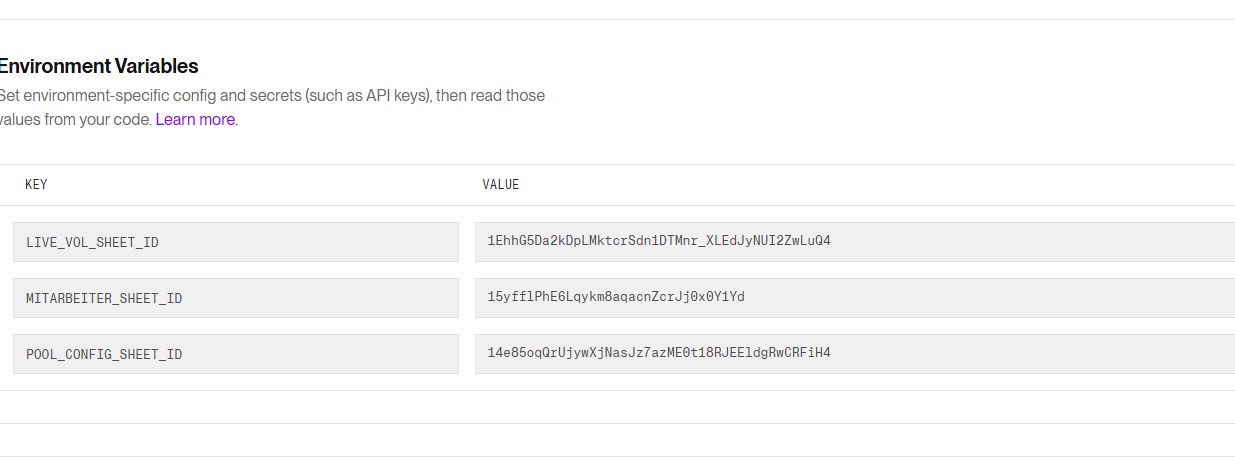 Environment Variables
Set environment-specific config and secrets (such as API keys), then read those
values from your code. Learn more.
KEY VALUE
LIVE_VOL_SHEET_ID 1EhhG5Da2kDpLMktcrSdn1DTMnr_XLEdJyNUI2ZwLuQ4
MITARBEITER_SHEET_ID 15yfflPhE6Lqykm8aqacnZcrJj0x0Y1Yd
POOL_CONFIG_SHEET_ID 14e85oqQrUjywXjNasJz7azME0t18RJEEldgRwCRFiH4